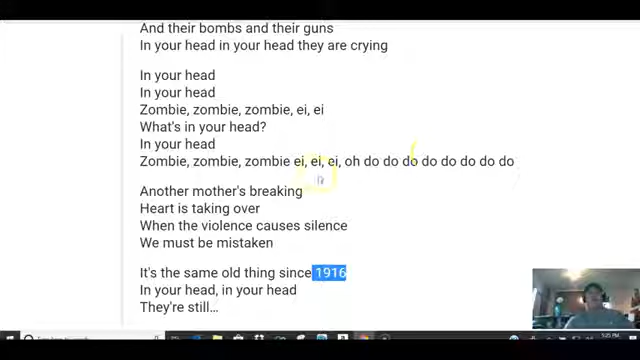 And their bombs and their guns
In your head in your head they are crying
In your head
In your head
Zombie, zombie, zombie, ei, ei
What's in your head?
In your head
Zombie, zombie, zombie ei, ei, ei, oh do do do do do do do do
Another mother's breaking
Heart is taking over
When the violence causes silence
We must be mistaken
It's the same old thing since 1916
In your head, in your head
They're still...
5:25 PM